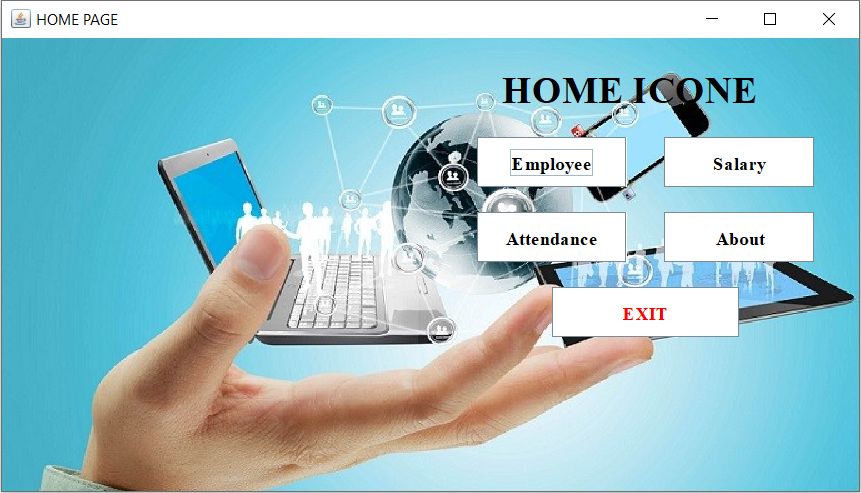 HOME PAGE
HOME ICONE
Employee
Salary
Attendance
About
EXIT